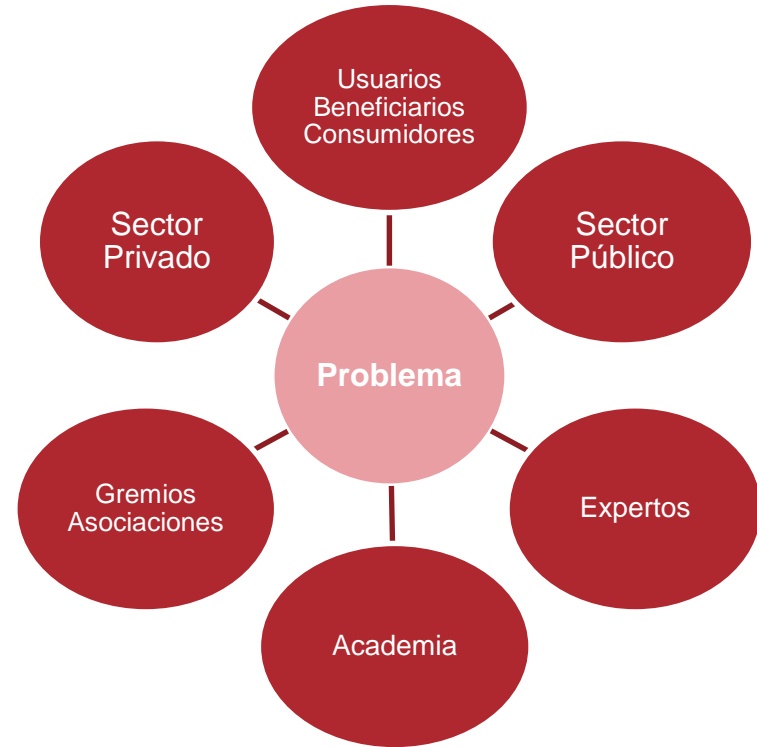 Usuarios
Beneficiarios
Consumidores
Sector
Privado
Sector
Público
Problema
Gremios
Asociaciones
Expertos
Academia